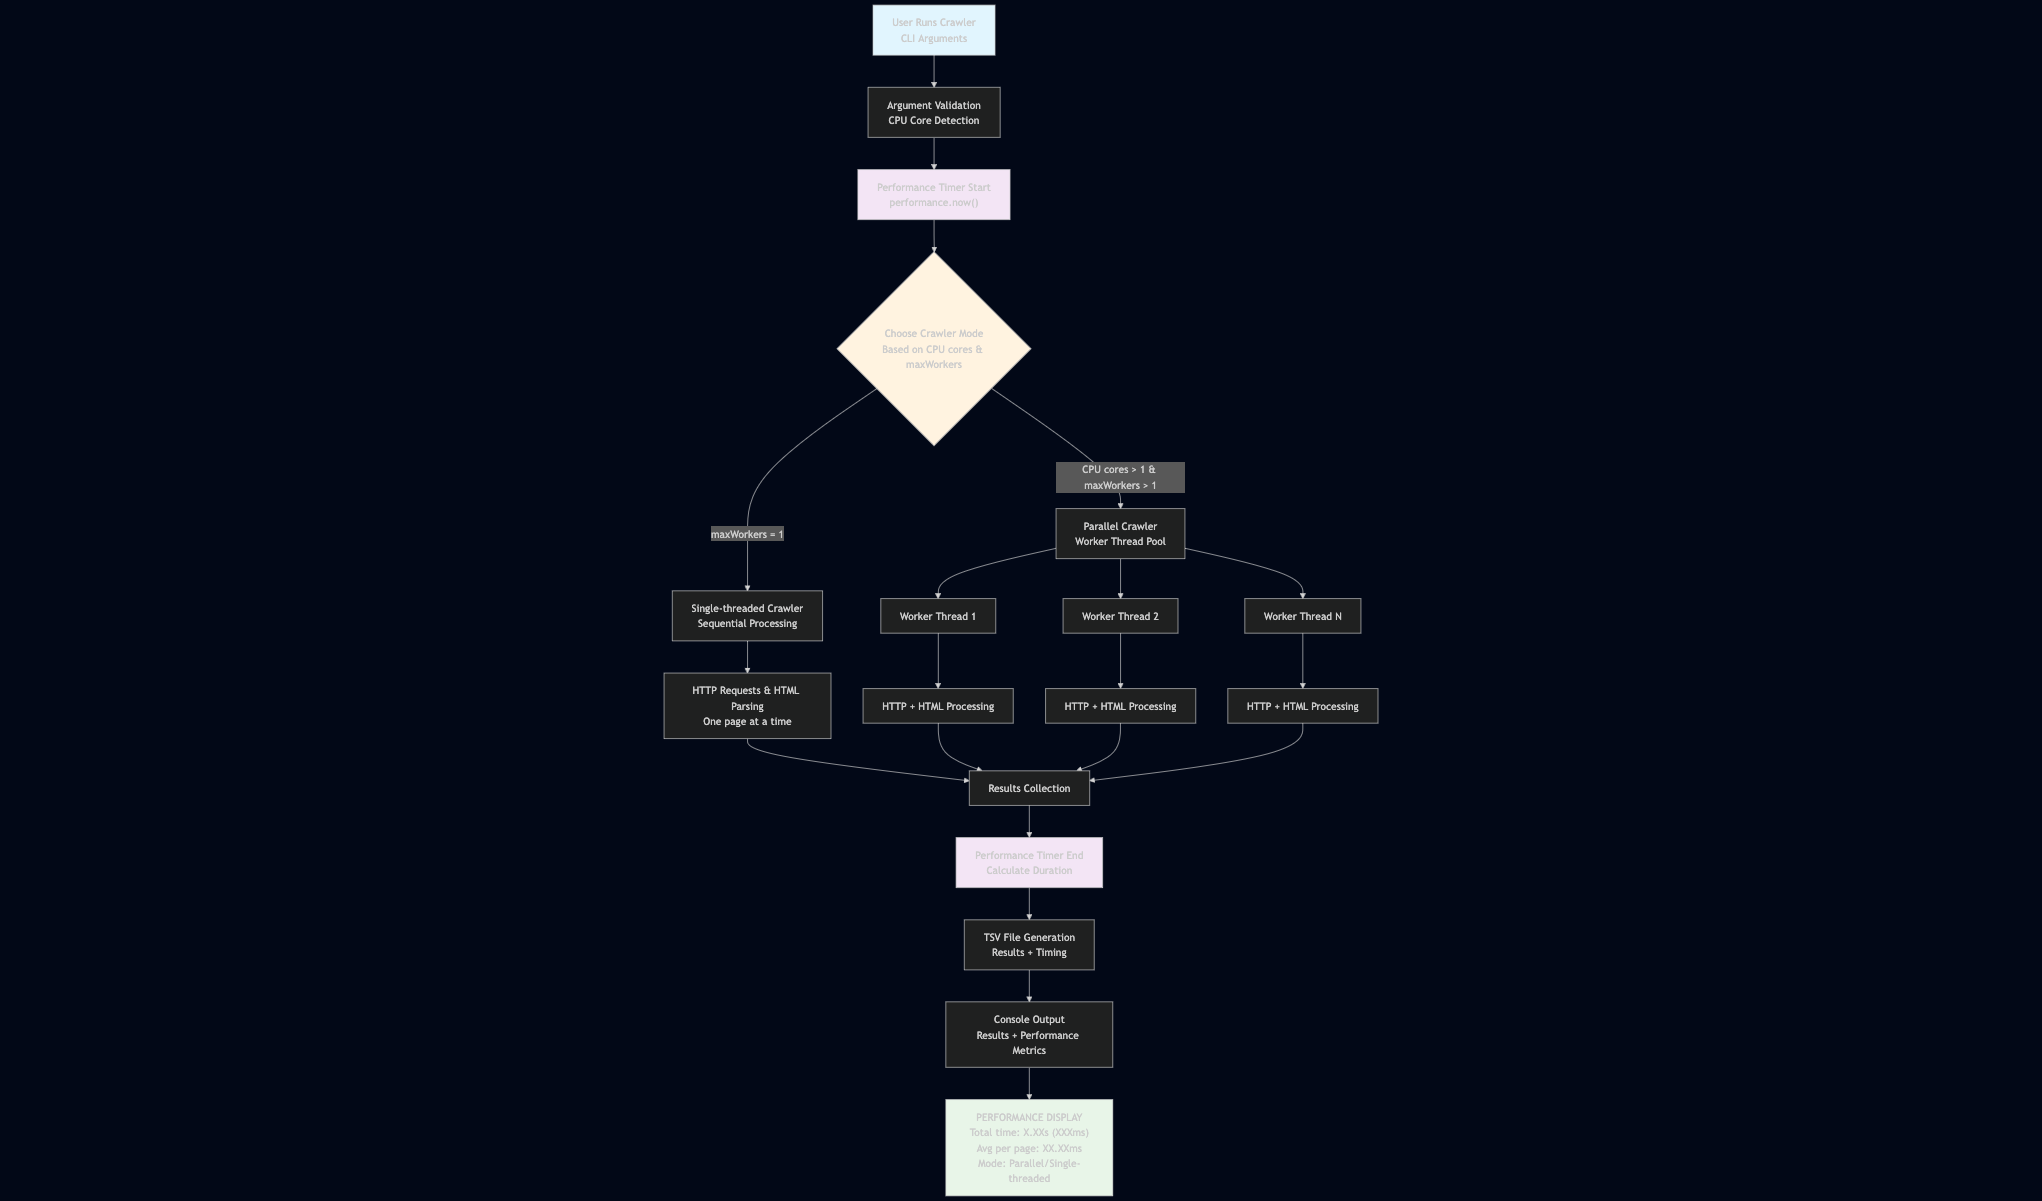 User Runs Crawler
CLI Arguments
Argument Validation
CPU Core Detection
Performance Timer Start
performance.now()
Choose Crawler Mode
Based on CPU cores &
maxWorkers
CPU cores > 1 &
maxWorkers > 1
maxWorkers = 1
Parallel Crawler
Worker Thread Pool
Single-threaded Crawler
Sequential Processing
Worker Thread 1
Worker Thread 2
Worker Thread N
HTTP Requests & HTML
Parsing
One page at a time
HTTP + HTML Processing
HTTP + HTML Processing
HTTP + HTML Processing
Results Collection
Performance Timer End
Calculate Duration
TSV File Generation
Results + Timing
Console Output
Results + Performance
Metrics
PERFORMANCE DISPLAY
Total time: X.XXs (XXXms)
Avg per page: XX.XXms
Mode: Parallel/Single-
threaded